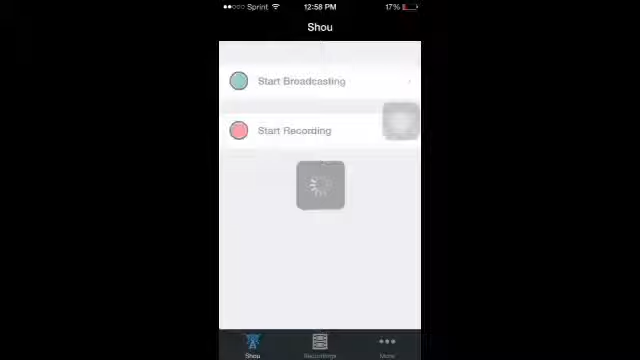 Sprint 12:58 PM 17%
Shou
Start Broadcasting
Start Recording
Shou Recordings More